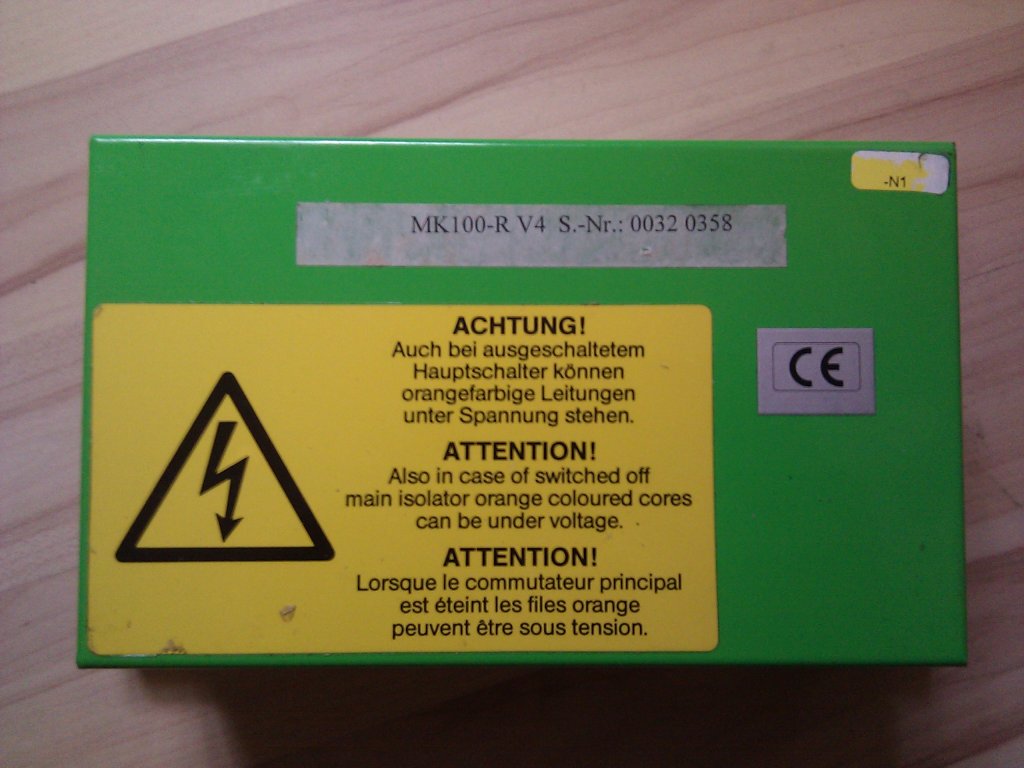 -N1
MK100-R V4 S.-Nr.: 0032 0358
ACHTUNG!
Auch bei ausgeschaltetem
Hauptschalter können
orangefarbige Leitungen
unter Spannung stehen.
ATTENTION!
Also in case of switched off
main isolator orange coloured cores
can be under voltage.
ATTENTION!
Lorsque le commutateur principal
est éteint les files orange
peuvent être sous tension.
CE